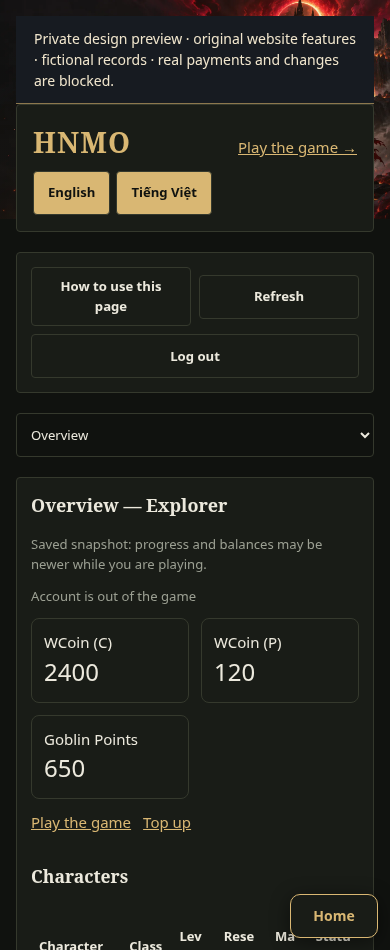 Private design preview · original website features
· fictional records · real payments and changes
are blocked.
HNMO
Play the game →
English
Tiếng Việt
How to use this
page
Refresh
Log out
Overview
Overview — Explorer
Saved snapshot: progress and balances may be
newer while you are playing.
Account is out of the game
WCoin (C)
2400
WCoin (P)
120
Goblin Points
650
Play the game
Top up
Characters
Home
Lev
Rese
Ma
Character
Class